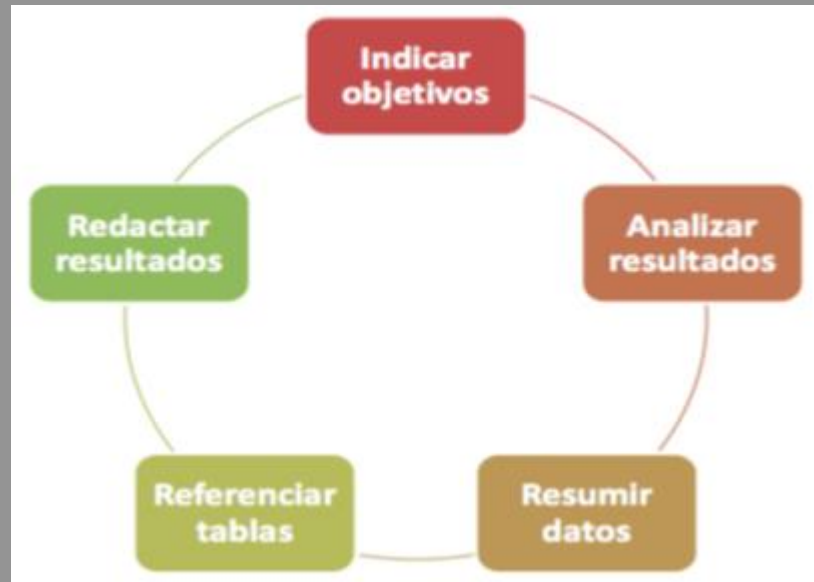 Indicar
objetivos
Analizar
resultados
Resumir
datos
Referenciar
tablas
Redactar
resultados